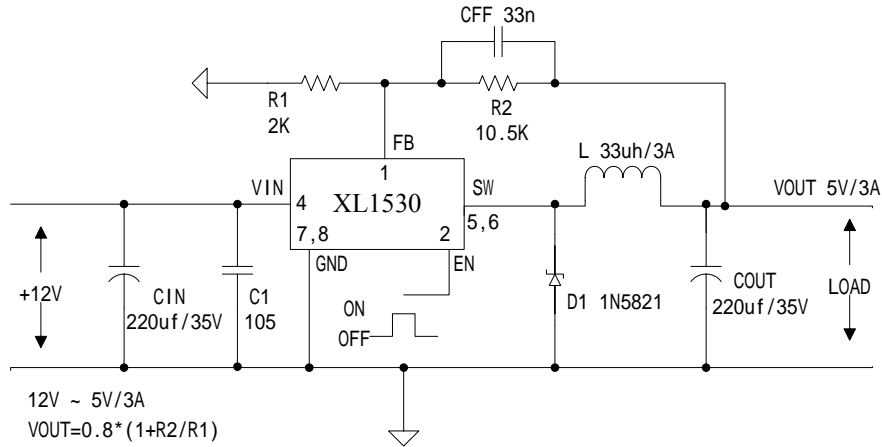 CFF 33n
R1
2K
R2
10.5K
FB
1
L 33uh/3A
VIN
4
XL1530
SW
5,6
VOUT 5V/3A
7,8
2
GND
EN
+12V
CIN
220uf/35V
C1
105
ON
OFF
D1 1N5821
COUT
220uf/35V
LOAD
12V ~ 5V/3A
VOUT=0.8*(1+R2/R1)